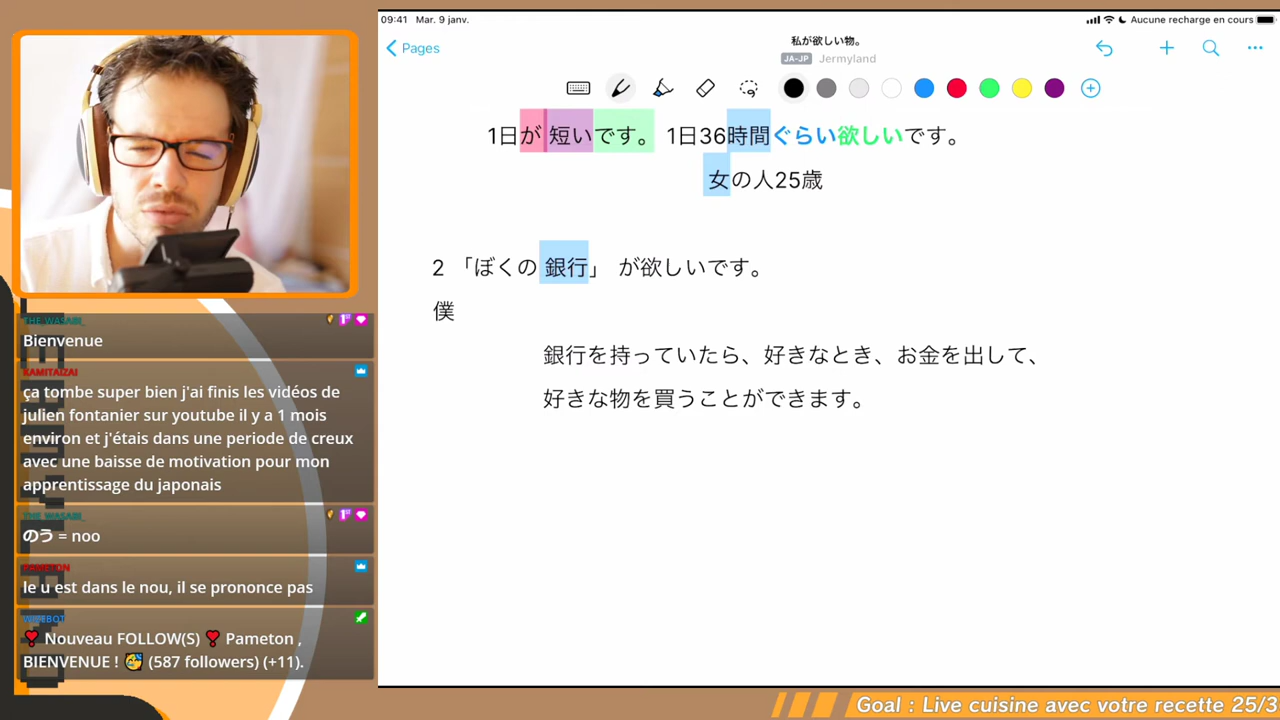 09:41 Mar. 9 janv.
Aucune recharge en cours
Pages
私が欲しい物。
JA-JP Jermyland
1日が短いです。 1日36時間ぐらい欲しいです。
女の人25歳
2 「ぼくの銀行」 が欲しいです。
僕
銀行を持っていたら、好きなとき、お金を出して、
好きな物を買うことができます。
THE_WASABI_
Bienvenue
KAMITAIZAI
ça tombe super bien j'ai finis les vidéos de
julien fontanier sur youtube il y a 1 mois
environ et j'étais dans une periode de creux
avec une baisse de motivation pour mon
apprentissage du japonais
THE_WASABI_
のう = noo
PAMETON
le u est dans le nou, il se prononce pas
WIZEBOT
Nouveau FOLLOW(S) Pameton ,
BIENVENUE ! (587 followers) (+11).
Goal : Live cuisine avec votre recette 25/3